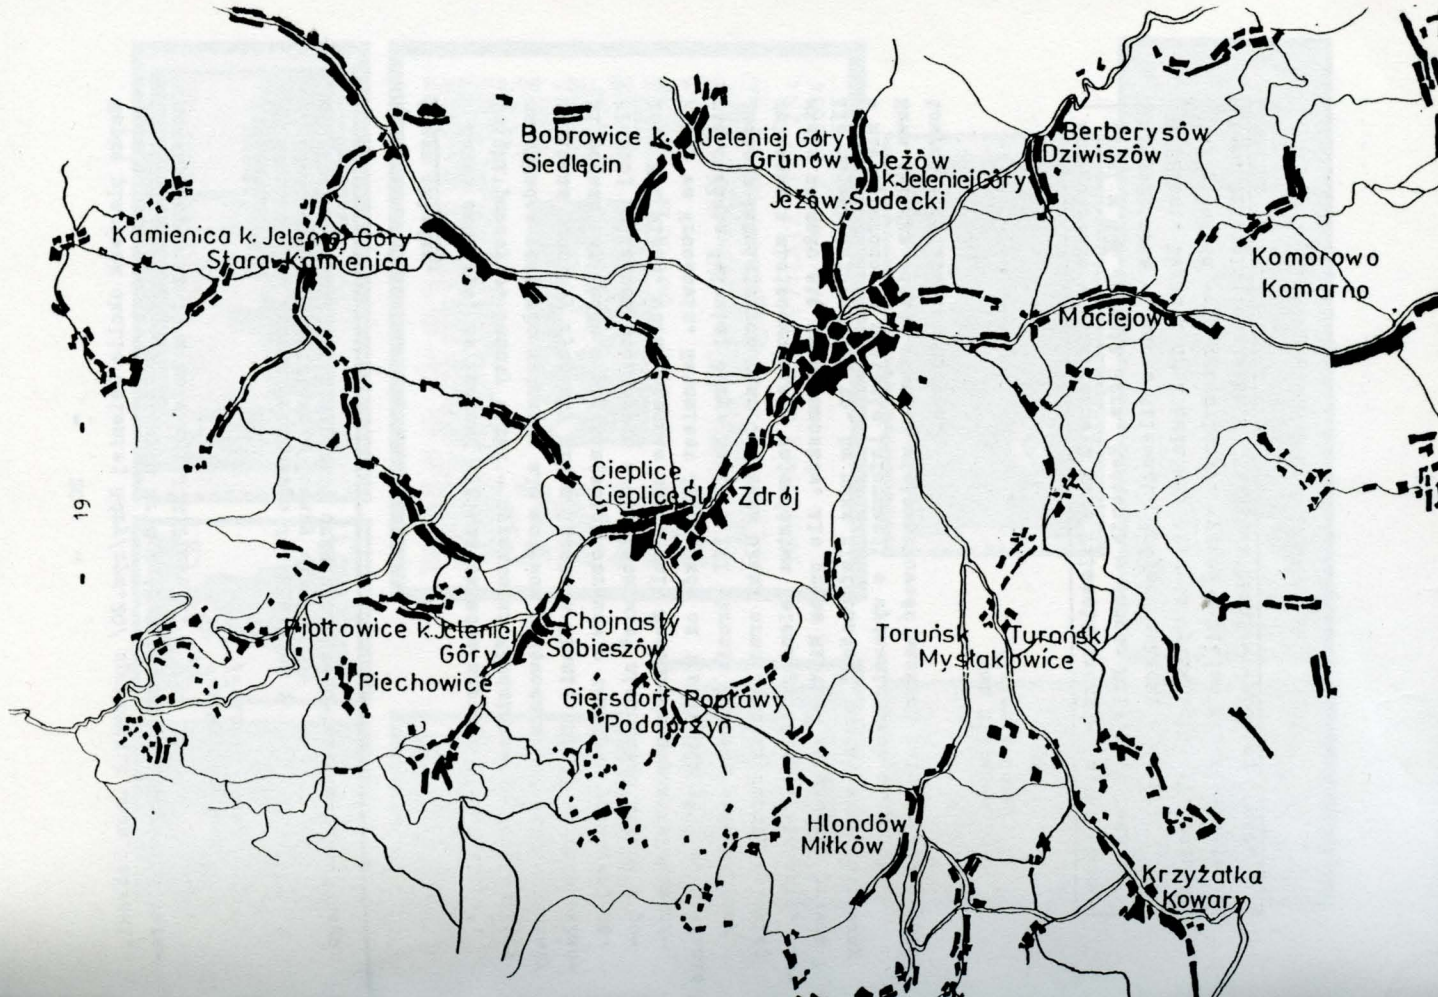 Bobrowice k. Jeleniej Góry
Siedlęcin
Grunów
Jeżów
k.Jeleniej Góry
Jeżów Sudecki
Berberysów
Dziwiszów
Kamienica k. Jeleniej Góry
Stara Kamienica
Komorowo
Komarno
Maciejowa
Cieplice
Cieplice Śl. Zdrój
- 19 -
Piotrowice k.Jeleniej
Góry
Piechowice
Chojnasty
Sobieszów
Giersdorf Popławy
Podgórzyn
Toruńsk Turońsk
Mysłakowice
Hlondów
Miłków
Krzyżatka
Kowary